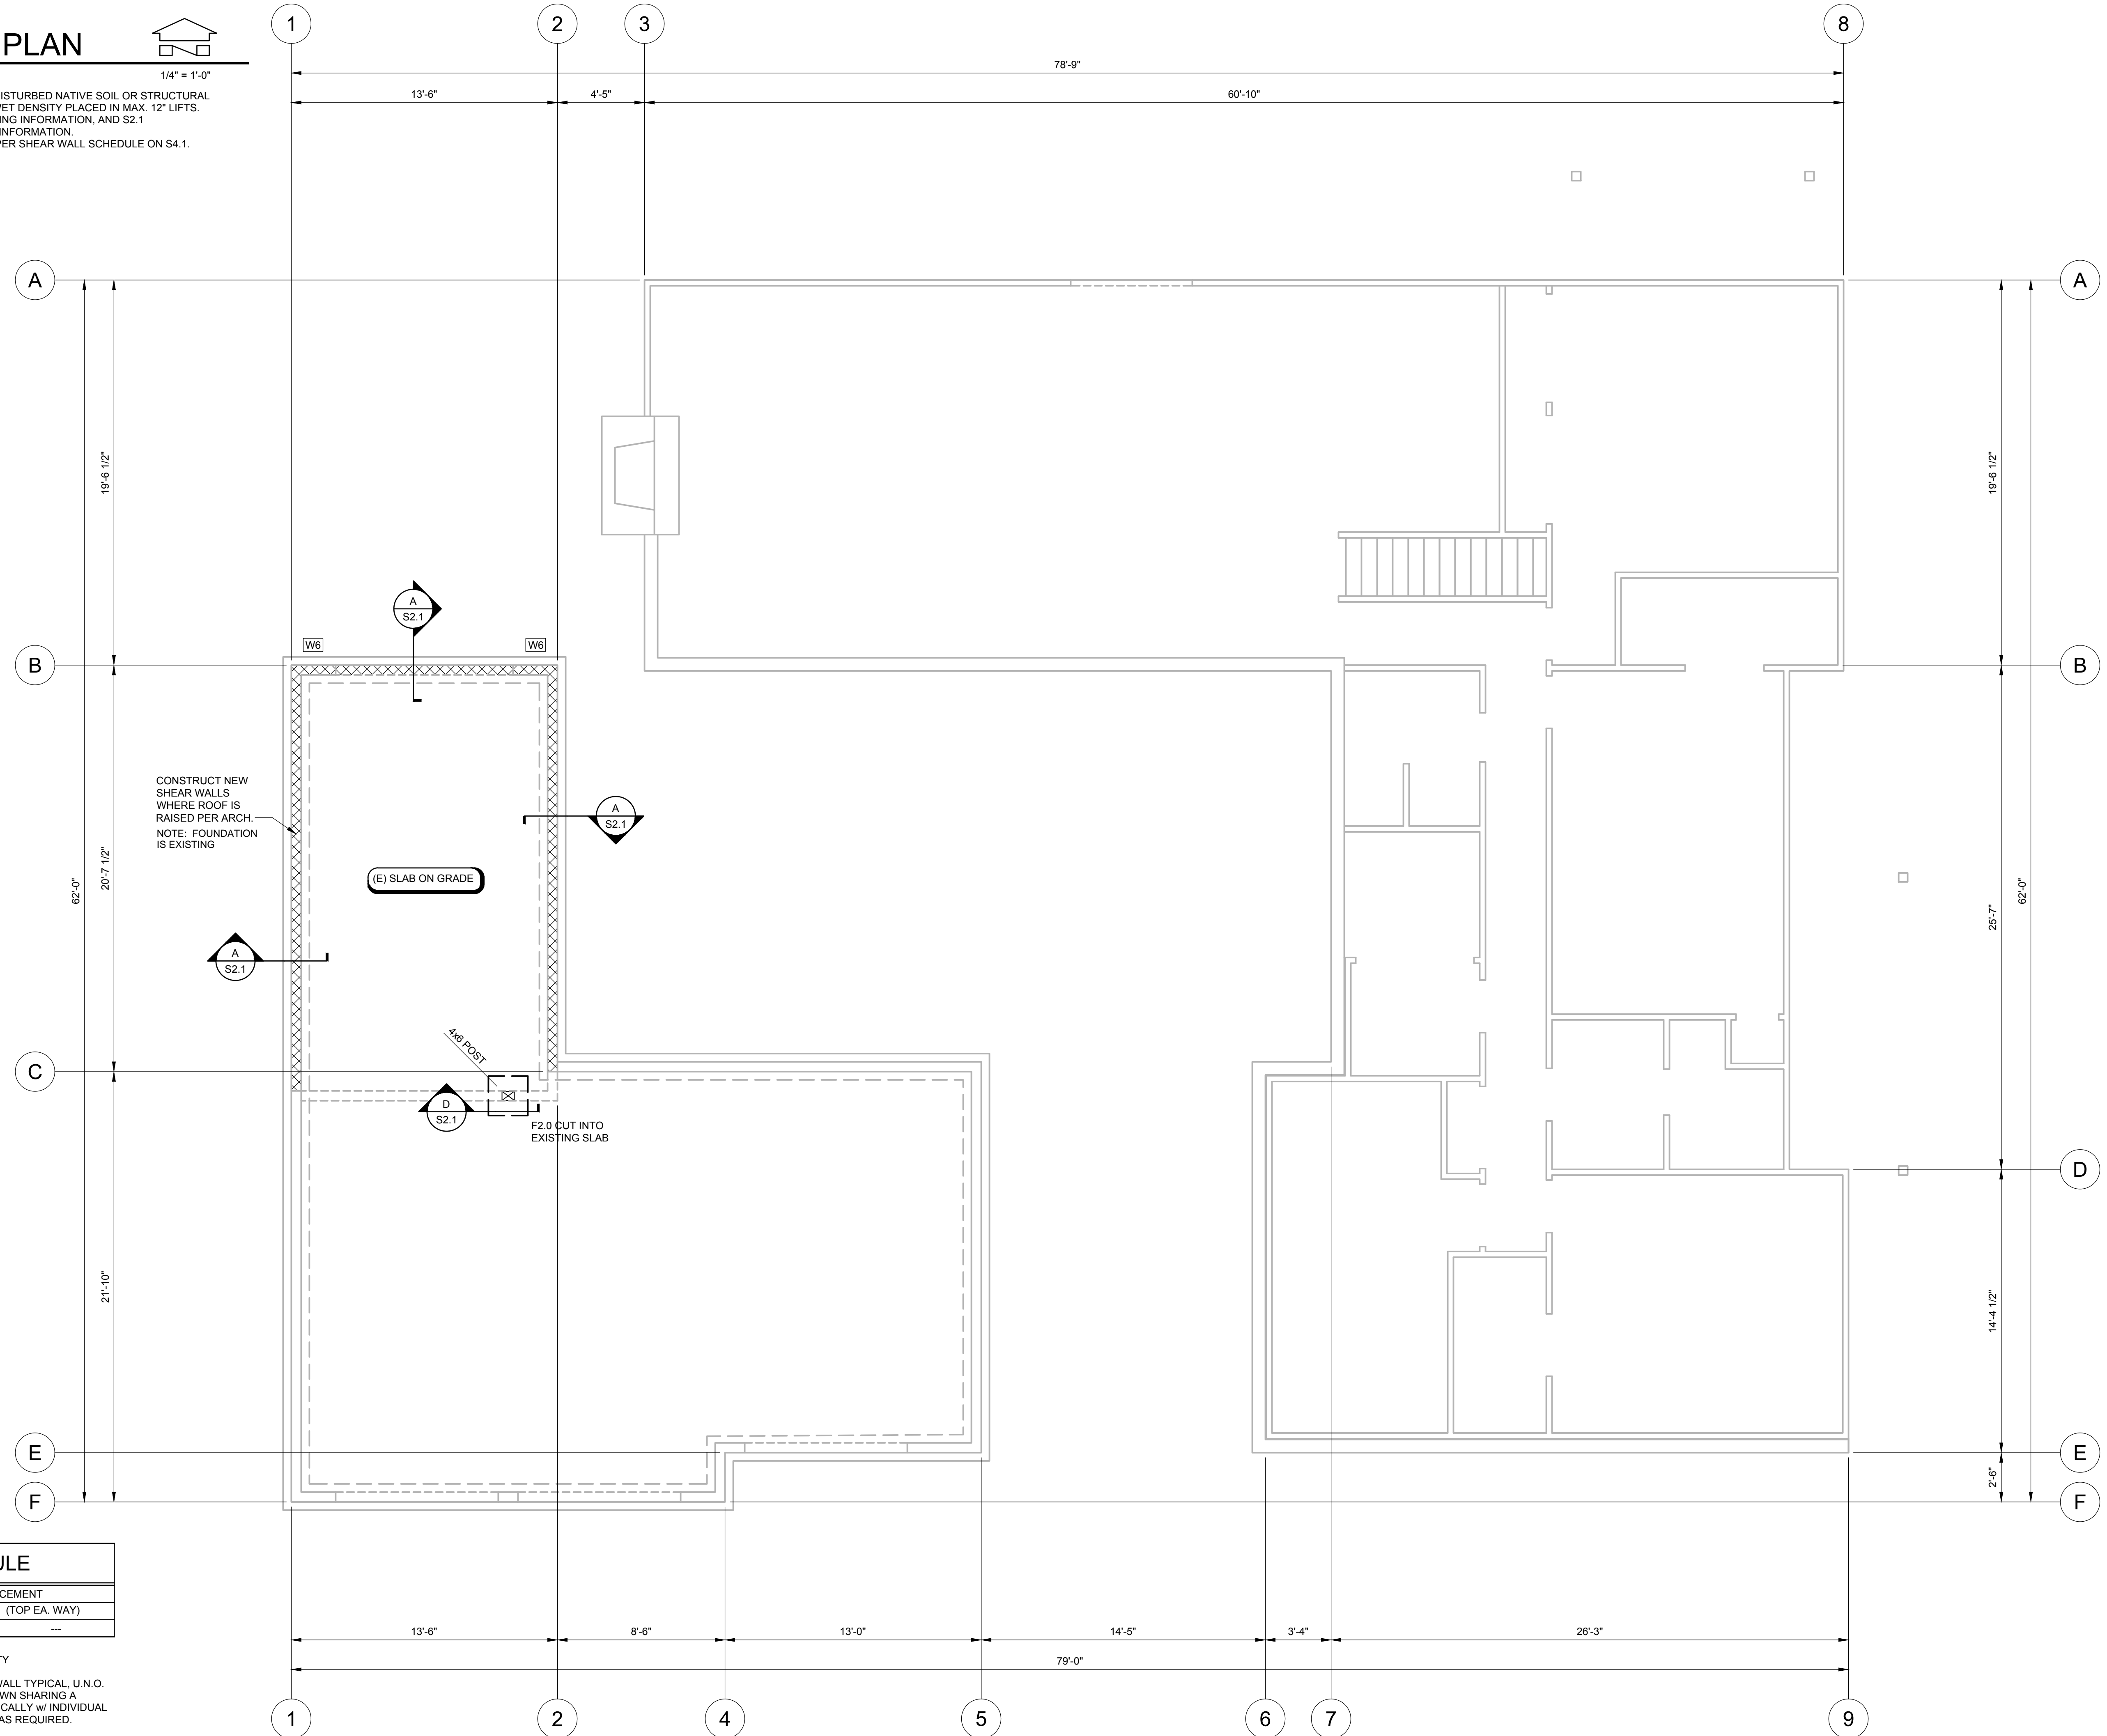 1
2
3
8
PLAN
1/4" = 1'-0"
78'-9"
13'-6"
4'-5"
60'-10"
ISTURBED NATIVE SOIL OR STRUCTURAL
WET DENSITY PLACED IN MAX. 12" LIFTS.
ING INFORMATION, AND S2.1
INFORMATION.
PER SHEAR WALL SCHEDULE ON S4.1.
A
A
19'-6 1/2"
19'-6 1/2"
A
S2.1
W6
W6
B
B
CONSTRUCT NEW
SHEAR WALLS
WHERE ROOF IS
RAISED PER ARCH.
NOTE: FOUNDATION
IS EXISTING
A
S2.1
62'-0"
20'-7 1/2"
(E) SLAB ON GRADE
25'-7"
62'-0"
A
S2.1
4x6 POST
C
D
S2.1
F2.0 CUT INTO
EXISTING SLAB
D
21'-10"
14'-4 1/2"
E
E
2'-6"
F
F
ULE
CEMENT
(TOP EA. WAY)
---
13'-6"
8'-6"
13'-0"
14'-5"
3'-4"
26'-3"
79'-0"
TY
WALL TYPICAL, U.N.O.
WN SHARING A
ICALLY w/ INDIVIDUAL
AS REQUIRED.
1
2
4
5
6
7
9